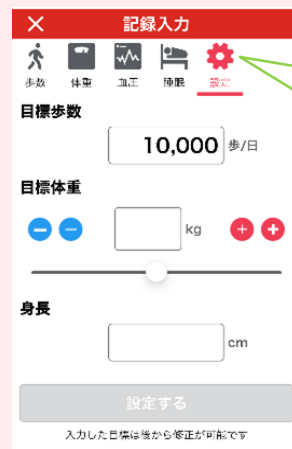 記録入力
歩数 体重 血圧 睡眠 設定
目標歩数
10,000 歩/日
目標体重
kg
身長
cm
設定する
入力した目標は後から修正が可能です